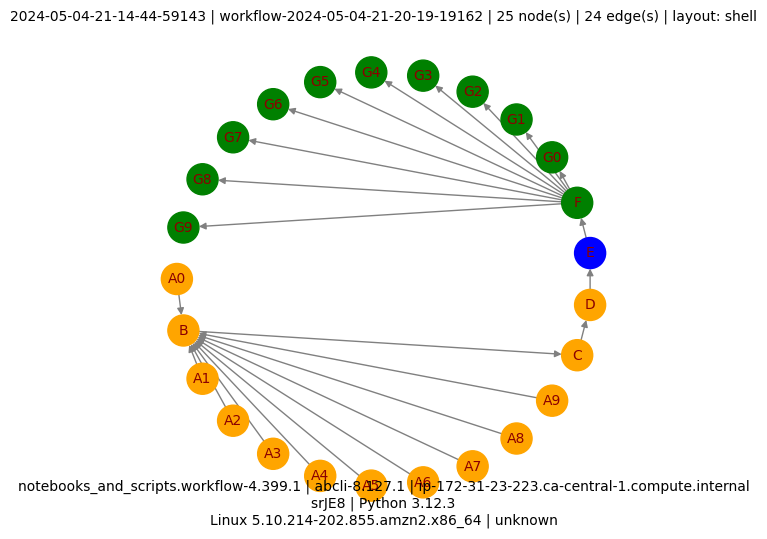 2024-05-04-21-14-44-59143 | workflow-2024-05-04-21-20-19-19162 | 25 node(s) | 24 edge(s) | layout: shell
G4
G3
G5
G2
G6
G1
G7
G0
G8
F
G9
A0
D
B
C
A1
A9
A2
A8
A3
A7
A4
A6
A5
notebooks_and_scripts.workflow-4.399.1 | abcli-8.127.1 | ip-172-31-23-223.ca-central-1.compute.internal
srJE8 | Python 3.12.3
Linux 5.10.214-202.855.amzn2.x86_64 | unknown